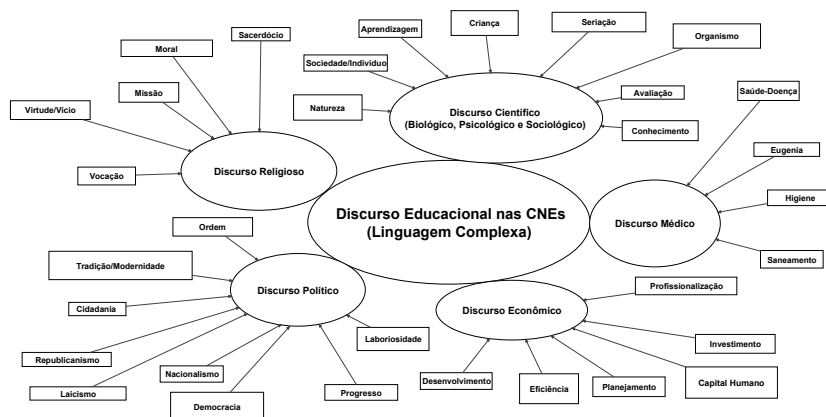 Sacerdócio
Moral
Missão
Virtude/Vício
Vocação
Discurso Religioso
Criança
Seriação
Aprendizagem
Organismo
Sociedade/Individuo
Natureza
Avaliação
Conhecimento
Discurso Científico
(Biológico, Psicológico e Sociológico)
Saúde-Doença
Eugenia
Higiene
Saneamento
Discurso Médico
Discurso Educacional nas CNEs
(Linguagem Complexa)
Ordem
Tradição/Modernidade
Cidadania
Republicanismo
Laicismo
Nacionalismo
Democracia
Progresso
Laboriosidade
Discurso Político
Discurso Econômico
Profissionalização
Investimento
Capital Humano
Planejamento
Eficiência
Desenvolvimento